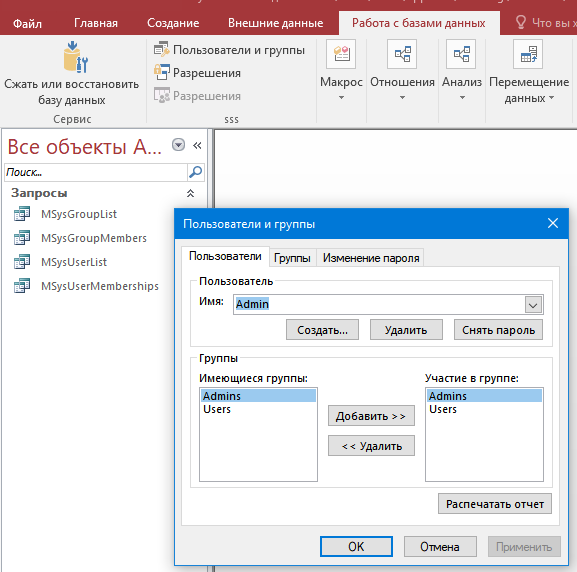 Файл Главная Создание Внешние данные Работа с базами данных Что вы х
Сжать или восстановить базу данных
Сервис
Пользователи и группы
Разрешения
Разрешения
sss
Макрос
Отношения
Анализ
Перемещение данных
Все объекты A...
Поиск...
Запросы
MSysGroupList
MSysGroupMembers
MSysUserList
MSysUserMemberships
Пользователи и группы
Пользователи Группы Изменение пароля
Пользователь
Имя: Admin
Создать... Удалить Снять пароль
Группы
Имеющиеся группы: Участие в группе:
Admins Admins
Users Users
Добавить >>
<< Удалить
Распечатать отчет
OK Отмена Применить